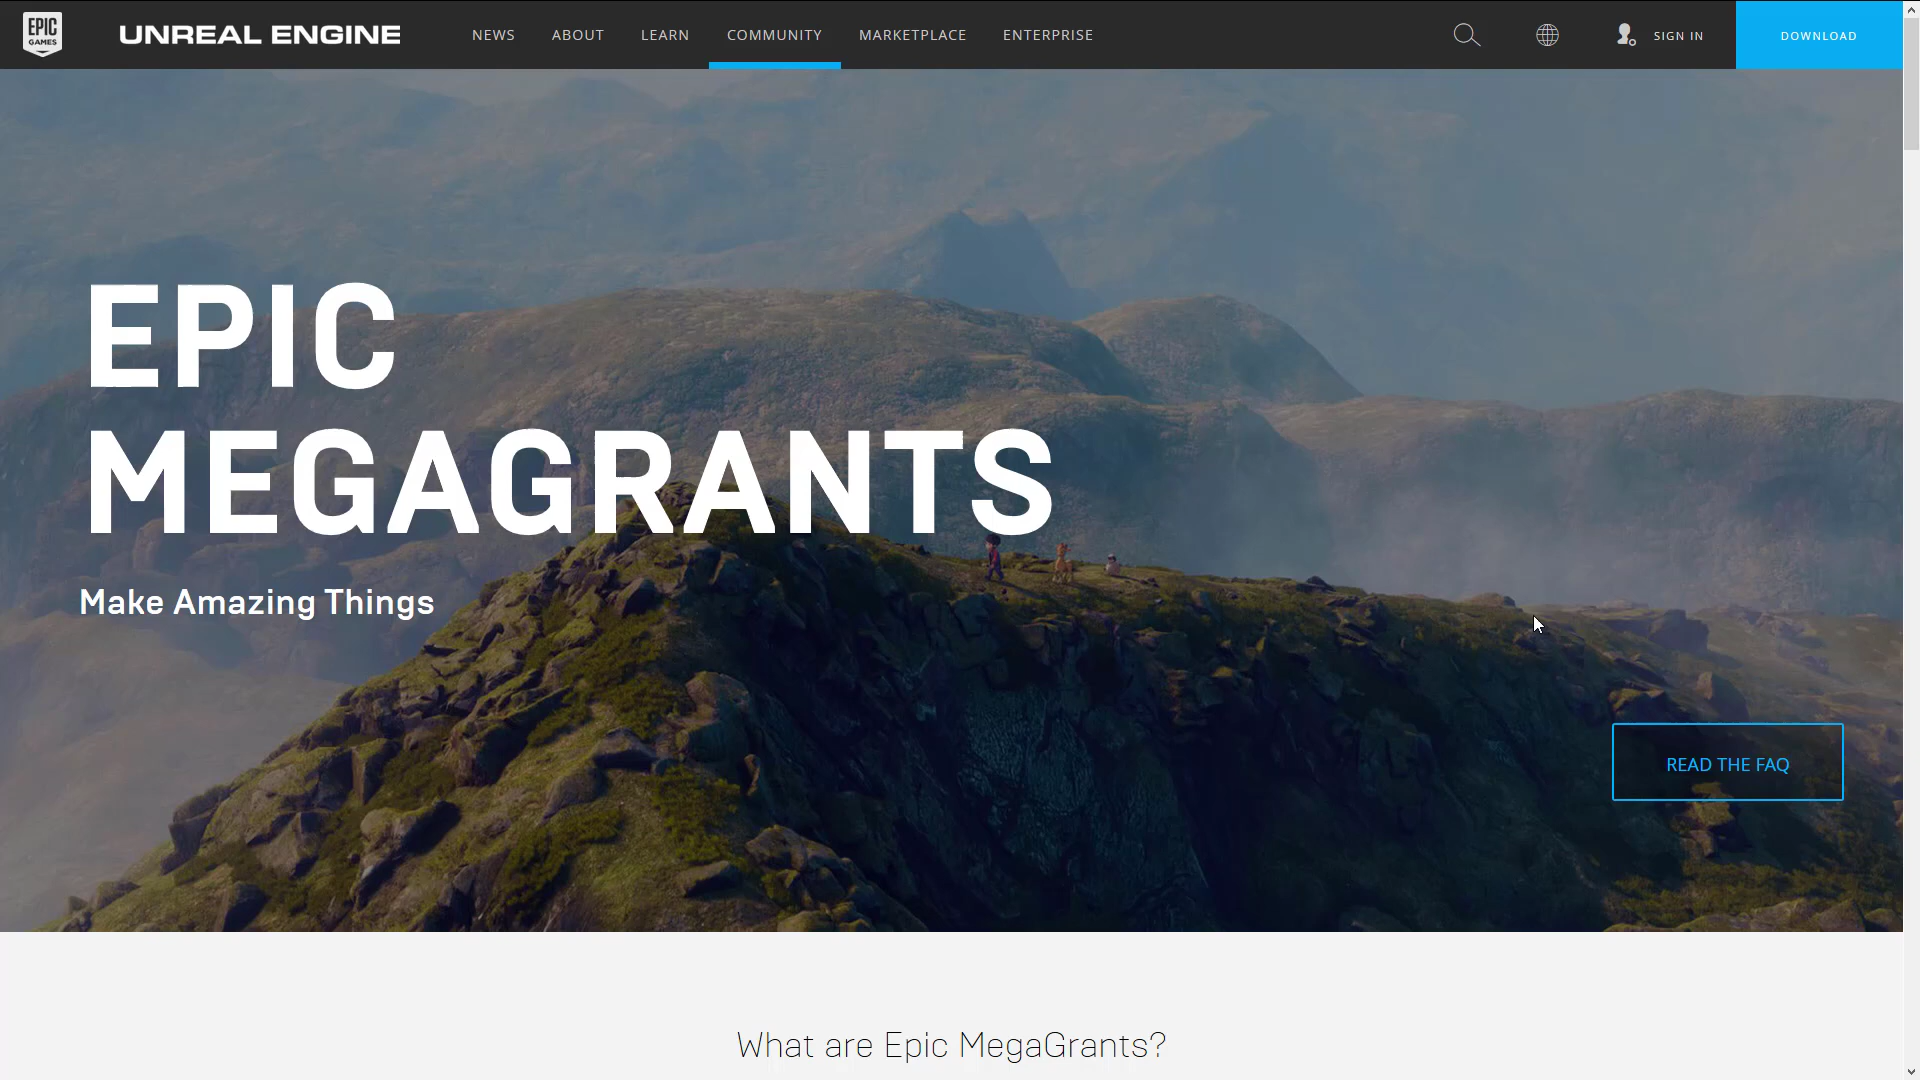 EPIC
GAMES
UNREAL ENGINE
NEWS
ABOUT
LEARN
COMMUNITY
MARKETPLACE
ENTERPRISE
SIGN IN
DOWNLOAD
EPIC
MEGAGRANTS
Make Amazing Things
READ THE FAQ
What are Epic MegaGrants?